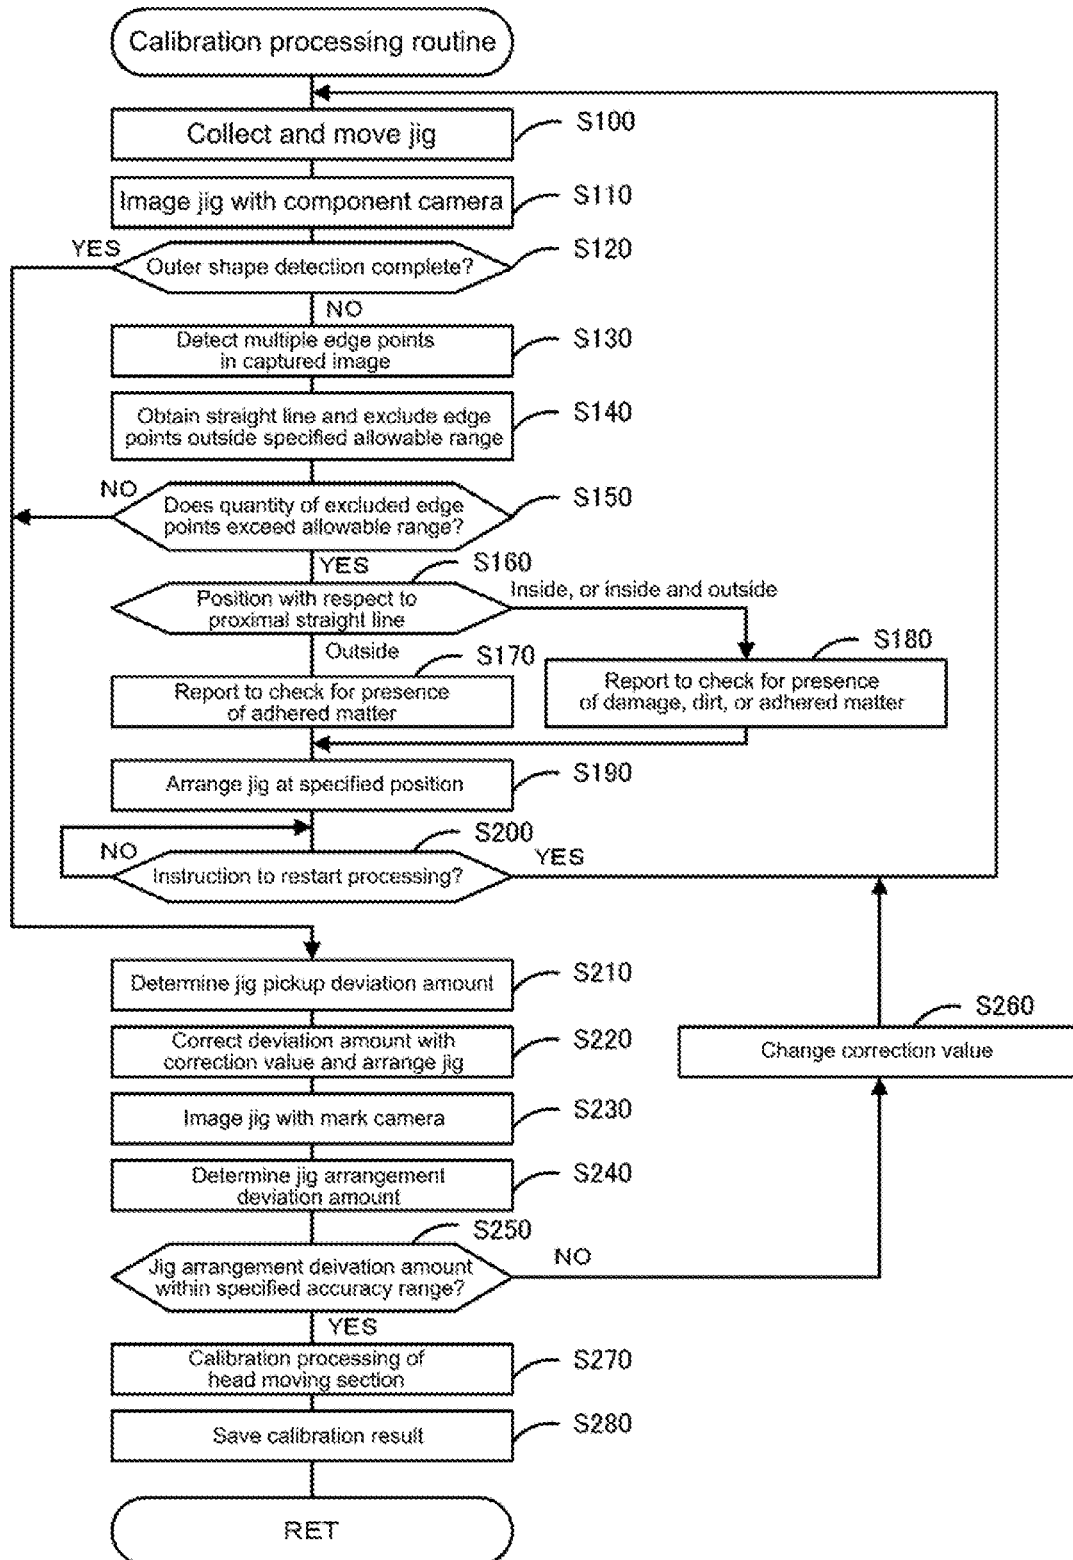 Calibration processing routine
Collect and move jig
S100
Image jig with component camera
S110
YES
Outer shape detection complete?
S120
NO
Detect multiple edge points
in captured image
S130
Obtain straight line and exclude edge
points outside specified allowable range
S140
NO
Does quantity of excluded edge
points exceed allowable range?
S150
YES
S160
Position with respect to
proximal straight line
Inside, or inside and outside
Outside
S170
S180
Report to check for presence
of adhered matter
Report to check for presence
of damage, dirt, or adhered matter
Arrange jig at specified position
S190
S200
NO
Instruction to restart processing?
YES
Determine jig pickup deviation amount
S210
Correct deviation amount with
correction value and arrange jig
S220
S260
Change correction value
Image jig with mark camera
S230
Determine jig arrangement
deviation amount
S240
S250
Jig arrangement deivation amount
within specified accuracy range?
NO
YES
Calibration processing of
head moving section
S270
Save calibration result
S280
RET